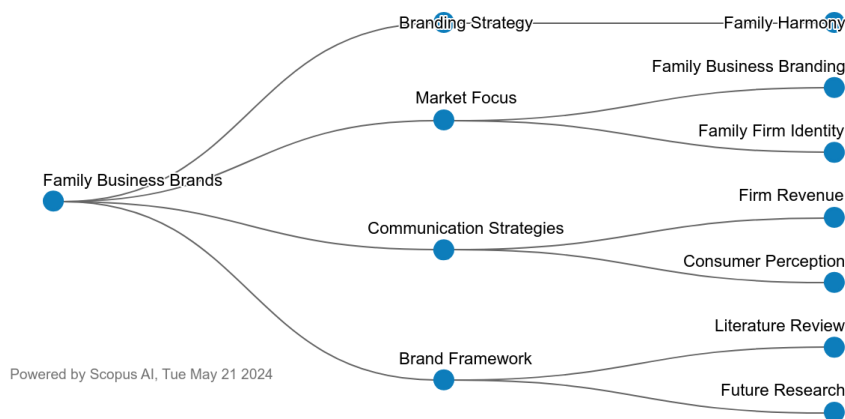 Branding Strategy
Family Harmony
Family Business Branding
Market Focus
Family Firm Identity
Family Business Brands
Firm Revenue
Communication Strategies
Consumer Perception
Literature Review
Brand Framework
Powered by Scopus AI, Tue May 21 2024
Future Research